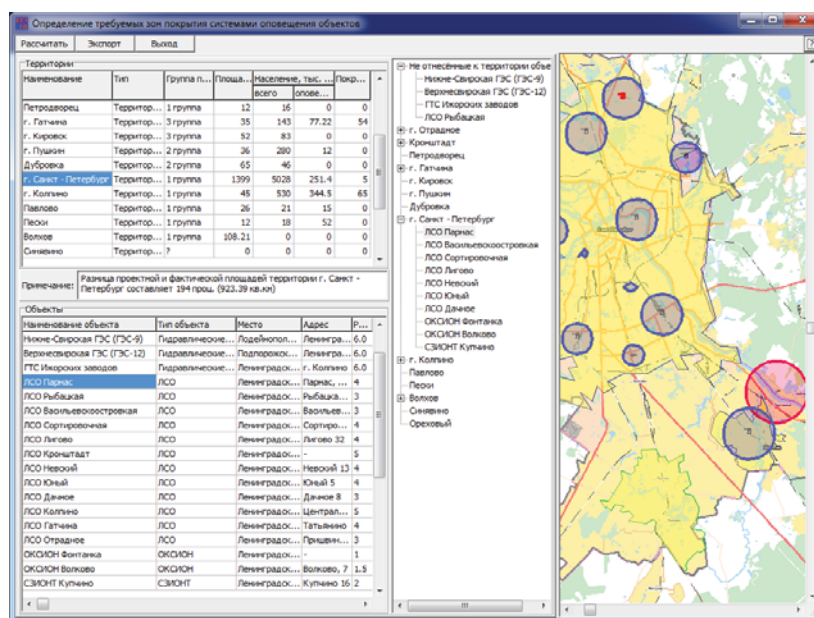 Определение требуемых зон покрытия системами оповещения объектов
Рассчитать Экспорт Выход
Территории
Наименование Тип Группа п... Площа... Население, тыс. ... Покр...
всего опове...
Петродворец Территор... 1 группа 12 16 0 0
г. Гатчина Территор... 3 группа 35 143 77.22 54
г. Кировск Территор... 3 группа 52 83 0 0
г. Пушкин Территор... 2 группа 36 280 12 0
Дубровка Территор... 2 группа 65 46 0 0
г. Санкт - Петербург Территор... 1 группа 1399 5028 251.4 5
г. Колпино Территор... 1 группа 45 530 344.5 65
Павлово Территор... 1 группа 26 21 15 0
Пески Территор... 1 группа 12 18 52 0
Волхов Территор... 1 группа 108.21 0 0 0
Синявино Территор... ? 0 0 0 0
Примечание: Разница проектной и фактической площадей территории г. Санкт -
Петербург составляет 194 проц. (923.39 кв.км)
Объекты
Наименование объекта Тип объекта Место Адрес Р...
Нижне-Свирская ГЭС (ГЭС-9) Гидравлические... Лодейнопол... Ленингра... 6.0
Верхнесвирская ГЭС (ГЭС-12) Гидравлические... Подпорожс... Ленингра... 6.0
ГТС Ижорских заводов Гидравлические... Ленинградск... г. Колпино 6.0
ЛСО Парнас ЛСО Ленинградск... Парнас, ... 4
ЛСО Рыбацкая ЛСО Ленинградск... Рыбацка... 3
ЛСО Васильевоостровкая ЛСО Ленинградск... Васильев... 3
ЛСО Сортировочная ЛСО Ленинградск... Сортиро... 4
ЛСО Лигово ЛСО Ленинградск... Лигово 32 4
ЛСО Кронштадт ЛСО Ленинградск... - 5
ЛСО Невский ЛСО Ленинградск... Невский 13 4
ЛСО Юный ЛСО Ленинградск... Юный 5 4
ЛСО Дачное ЛСО Ленинградск... Дачное 8 3
ЛСО Колпино ЛСО Ленинградск... Централ... 5
ЛСО Гатчина ЛСО Ленинградск... Татьянино 4
ЛСО Отрадное ЛСО Ленинградск... Пришвин... 3
ОКСИОН Фонтанка ОКСИОН Ленинградск... - 1
ОКСИОН Волково ОКСИОН Ленинградск... Волково, 7 1.5
СЗИОНТ Купчино СЗИОНТ Ленинградск... Купчино 16 2
Не отнесённые к территории объе
Нижне-Свирская ГЭС (ГЭС-9)
Верхнесвирская ГЭС (ГЭС-12)
ГТС Ижорских заводов
ЛСО Рыбацкая
г. Отрадное
Кронштадт
Петродворец
г. Гатчина
г. Кировск
г. Пушкин
Дубровка
г. Санкт - Петербург
ЛСО Парнас
ЛСО Васильевоостровкая
ЛСО Сортировочная
ЛСО Лигово
ЛСО Невский
ЛСО Юный
ЛСО Дачное
ОКСИОН Фонтанка
ОКСИОН Волково
СЗИОНТ Купчино
г. Колпино
Павлово
Пески
Волхов
Синявино
Ореховый